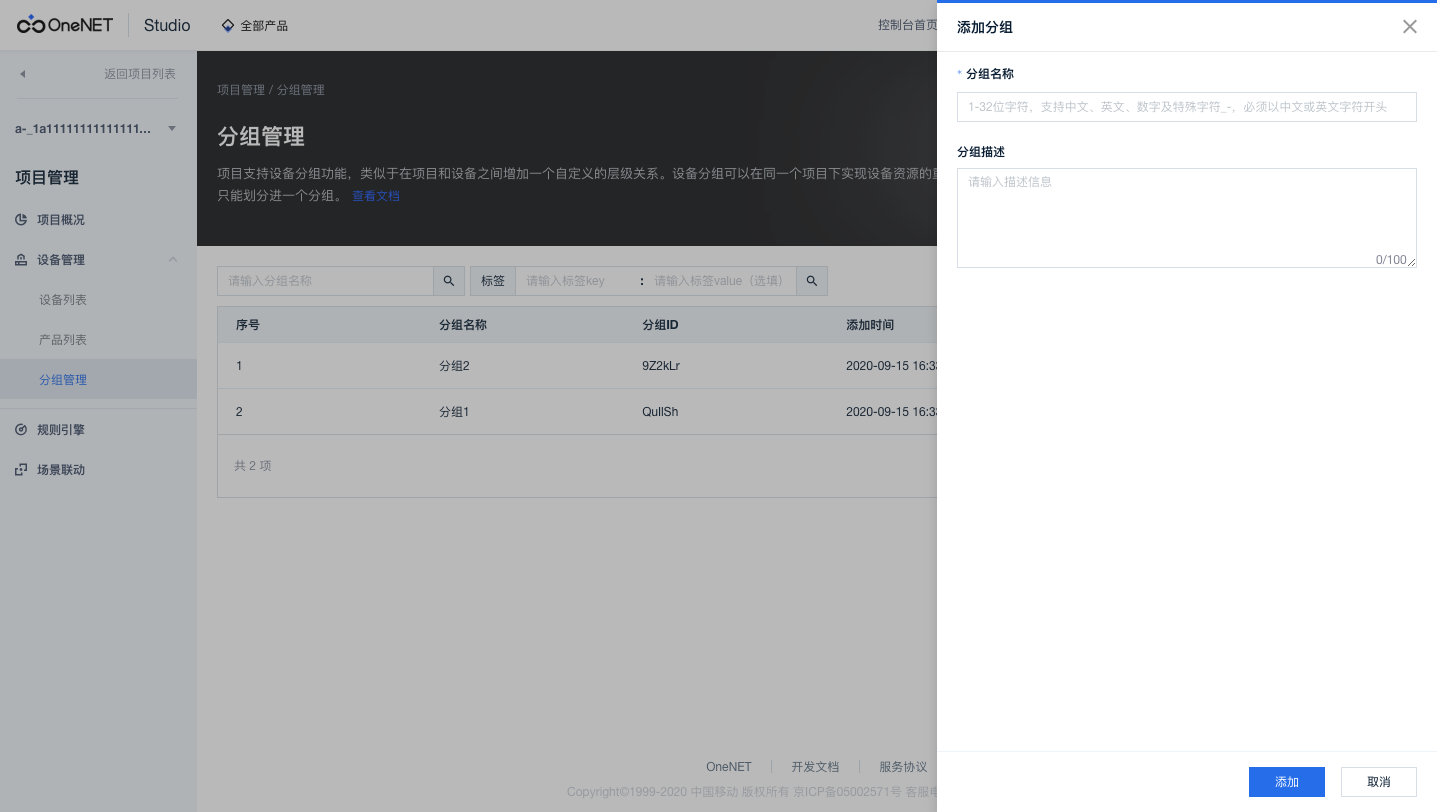 OneNET Studio 全部产品 控制台首页
返回项目列表
a-_1a11111111111111...
项目管理
项目概况
设备管理
设备列表
产品列表
分组管理
规则引擎
场景联动
项目管理 / 分组管理
分组管理
项目支持设备分组功能，类似于在项目和设备之间增加一个自定义的层级关系。设备分组可以在同一个项目下实现设备资源的
只能划分进一个分组。 查看文档
请输入分组名称 标签 请输入标签key : 请输入标签value（选填）
序号 分组名称 分组ID 添加时间
1 分组2 9Z2kLr 2020-09-15 16:3
2 分组1 QullSh 2020-09-15 16:3
共 2 项
OneNET 开发文档 服务协议
Copyright©1999-2020 中国移动 版权所有 京ICP备05002571号 客服
添加分组
* 分组名称
1-32位字符，支持中文、英文、数字及特殊字符_-，必须以中文或英文字符开头
分组描述
请输入描述信息
0/100
添加 取消